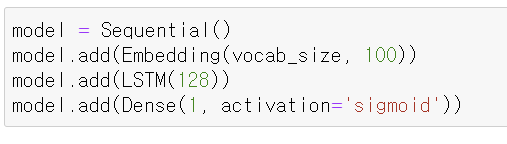 model = Sequential()
model.add(Embedding(vocab_size, 100))
model.add(LSTM(128))
model.add(Dense(1, activation='sigmoid'))